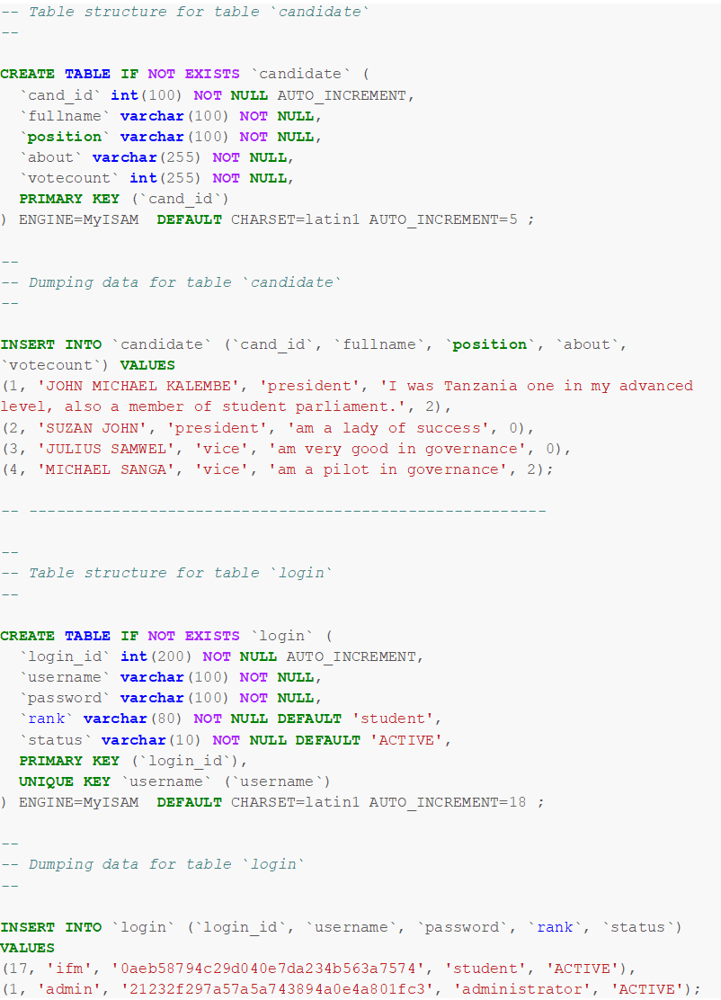 -- Table structure for table `candidate`
--
CREATE TABLE IF NOT EXISTS `candidate` (
  `cand_id` int(100) NOT NULL AUTO_INCREMENT,
  `fullname` varchar(100) NOT NULL,
  `position` varchar(100) NOT NULL,
  `about` varchar(255) NOT NULL,
  `votecount` int(255) NOT NULL,
  PRIMARY KEY (`cand_id`)
) ENGINE=MyISAM  DEFAULT CHARSET=latin1 AUTO_INCREMENT=5 ;
--
-- Dumping data for table `candidate`
--
INSERT INTO `candidate` (`cand_id`, `fullname`, `position`, `about`,
`votecount`) VALUES
(1, 'JOHN MICHAEL KALEMBE', 'president', 'I was Tanzania one in my advanced
level, also a member of student parliament.', 2),
(2, 'SUZAN JOHN', 'president', 'am a lady of success', 0),
(3, 'JULIUS SAMWEL', 'vice', 'am very good in governance', 0),
(4, 'MICHAEL SANGA', 'vice', 'am a pilot in governance', 2);
-- --------------------------------------------------------
--
-- Table structure for table `login`
--
CREATE TABLE IF NOT EXISTS `login` (
  `login_id` int(200) NOT NULL AUTO_INCREMENT,
  `username` varchar(100) NOT NULL,
  `password` varchar(100) NOT NULL,
  `rank` varchar(80) NOT NULL DEFAULT 'student',
  `status` varchar(10) NOT NULL DEFAULT 'ACTIVE',
  PRIMARY KEY (`login_id`),
  UNIQUE KEY `username` (`username`)
) ENGINE=MyISAM  DEFAULT CHARSET=latin1 AUTO_INCREMENT=18 ;
--
-- Dumping data for table `login`
--
INSERT INTO `login` (`login_id`, `username`, `password`, `rank`, `status`)
VALUES
(17, 'ifm', '0aeb58794c29d040e7da234b563a7574', 'student', 'ACTIVE'),
(1, 'admin', '21232f297a57a5a743894a0e4a801fc3', 'administrator', 'ACTIVE');